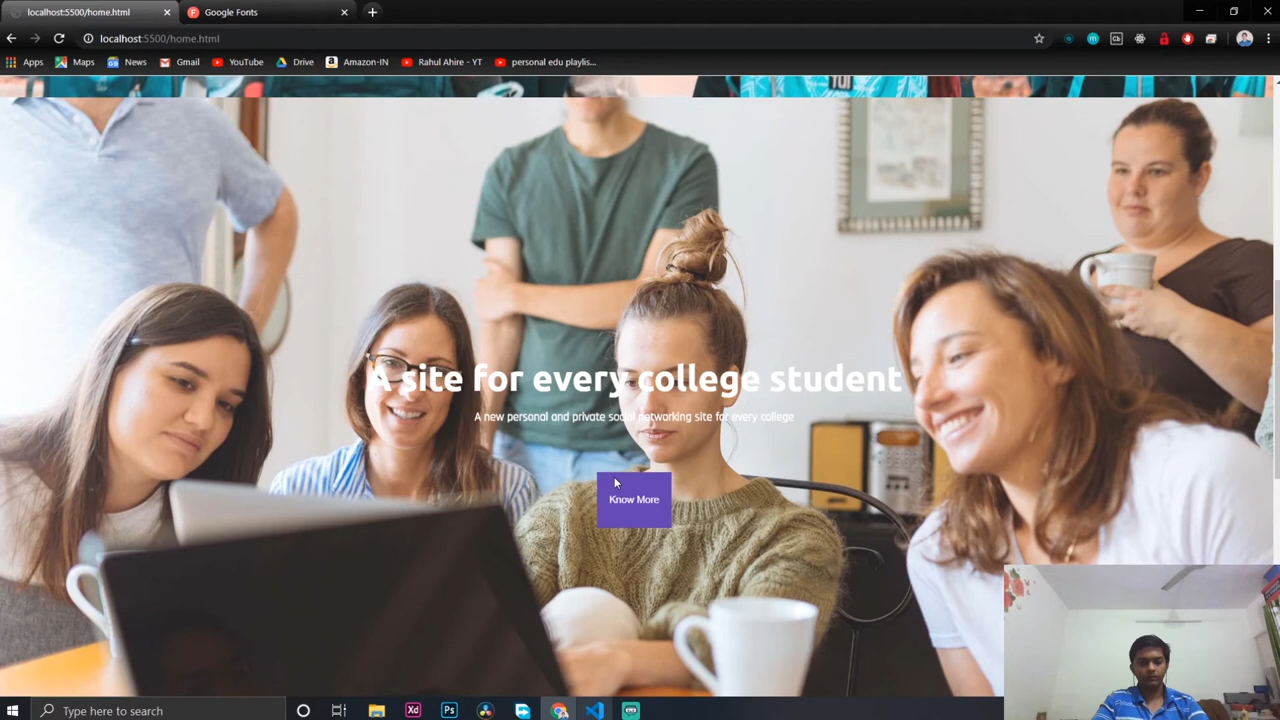 localhost:5500/home.html
Google Fonts
localhost:5500/home.html
Apps
Maps
News
Gmail
YouTube
Drive
Amazon-IN
Rahul Ahire - YT
personal edu playlis...
A site for every college student
A new personal and private social networking site for every college
Know More
Type here to search